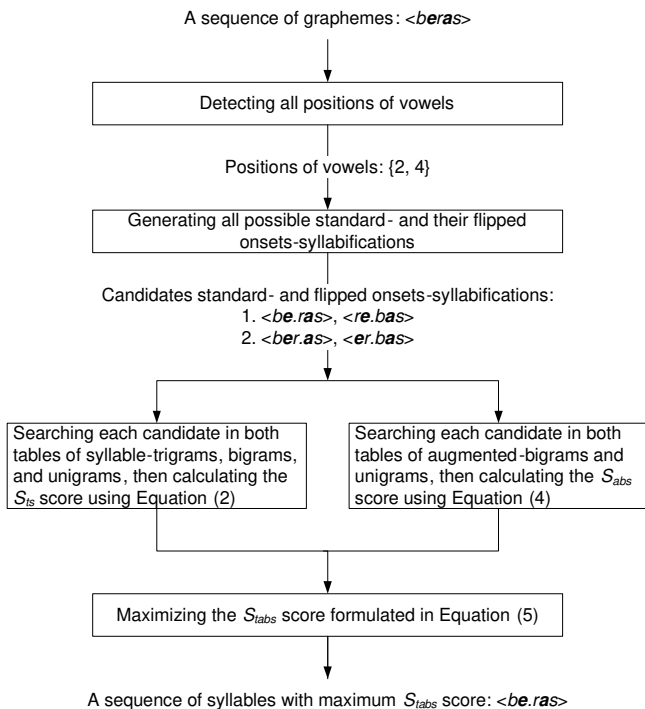 A sequence of graphemes: <beras>
Detecting all positions of vowels
Positions of vowels: {2, 4}
Generating all possible standard- and their flipped
onsets-syllabifications
Candidates standard- and flipped onsets-syllabifications:
1. <be.ras>, <re.bas>
2. <ber.as>, <er.bas>
Searching each candidate in both
tables of syllable-trigrams, bigrams,
and unigrams, then calculating the
Sts score using Equation (2)
Searching each candidate in both
tables of augmented-bigrams and
unigrams, then calculating the Sabs
score using Equation (4)
Maximizing the Stabs score formulated in Equation (5)
A sequence of syllables with maximum Stabs score: <be.ras>